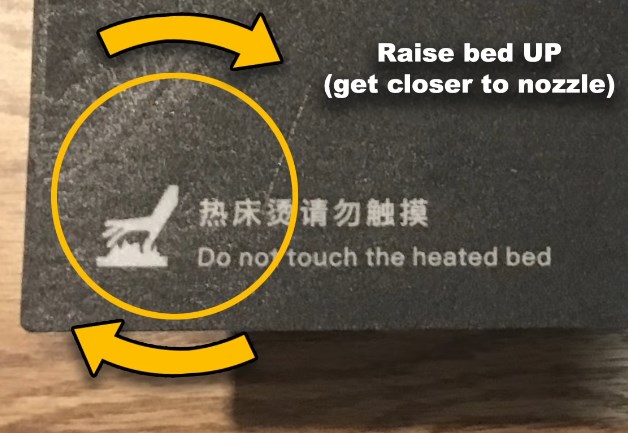 Raise bed UP
(get closer to nozzle)
热床烫请勿触摸
Do not touch the heated bed